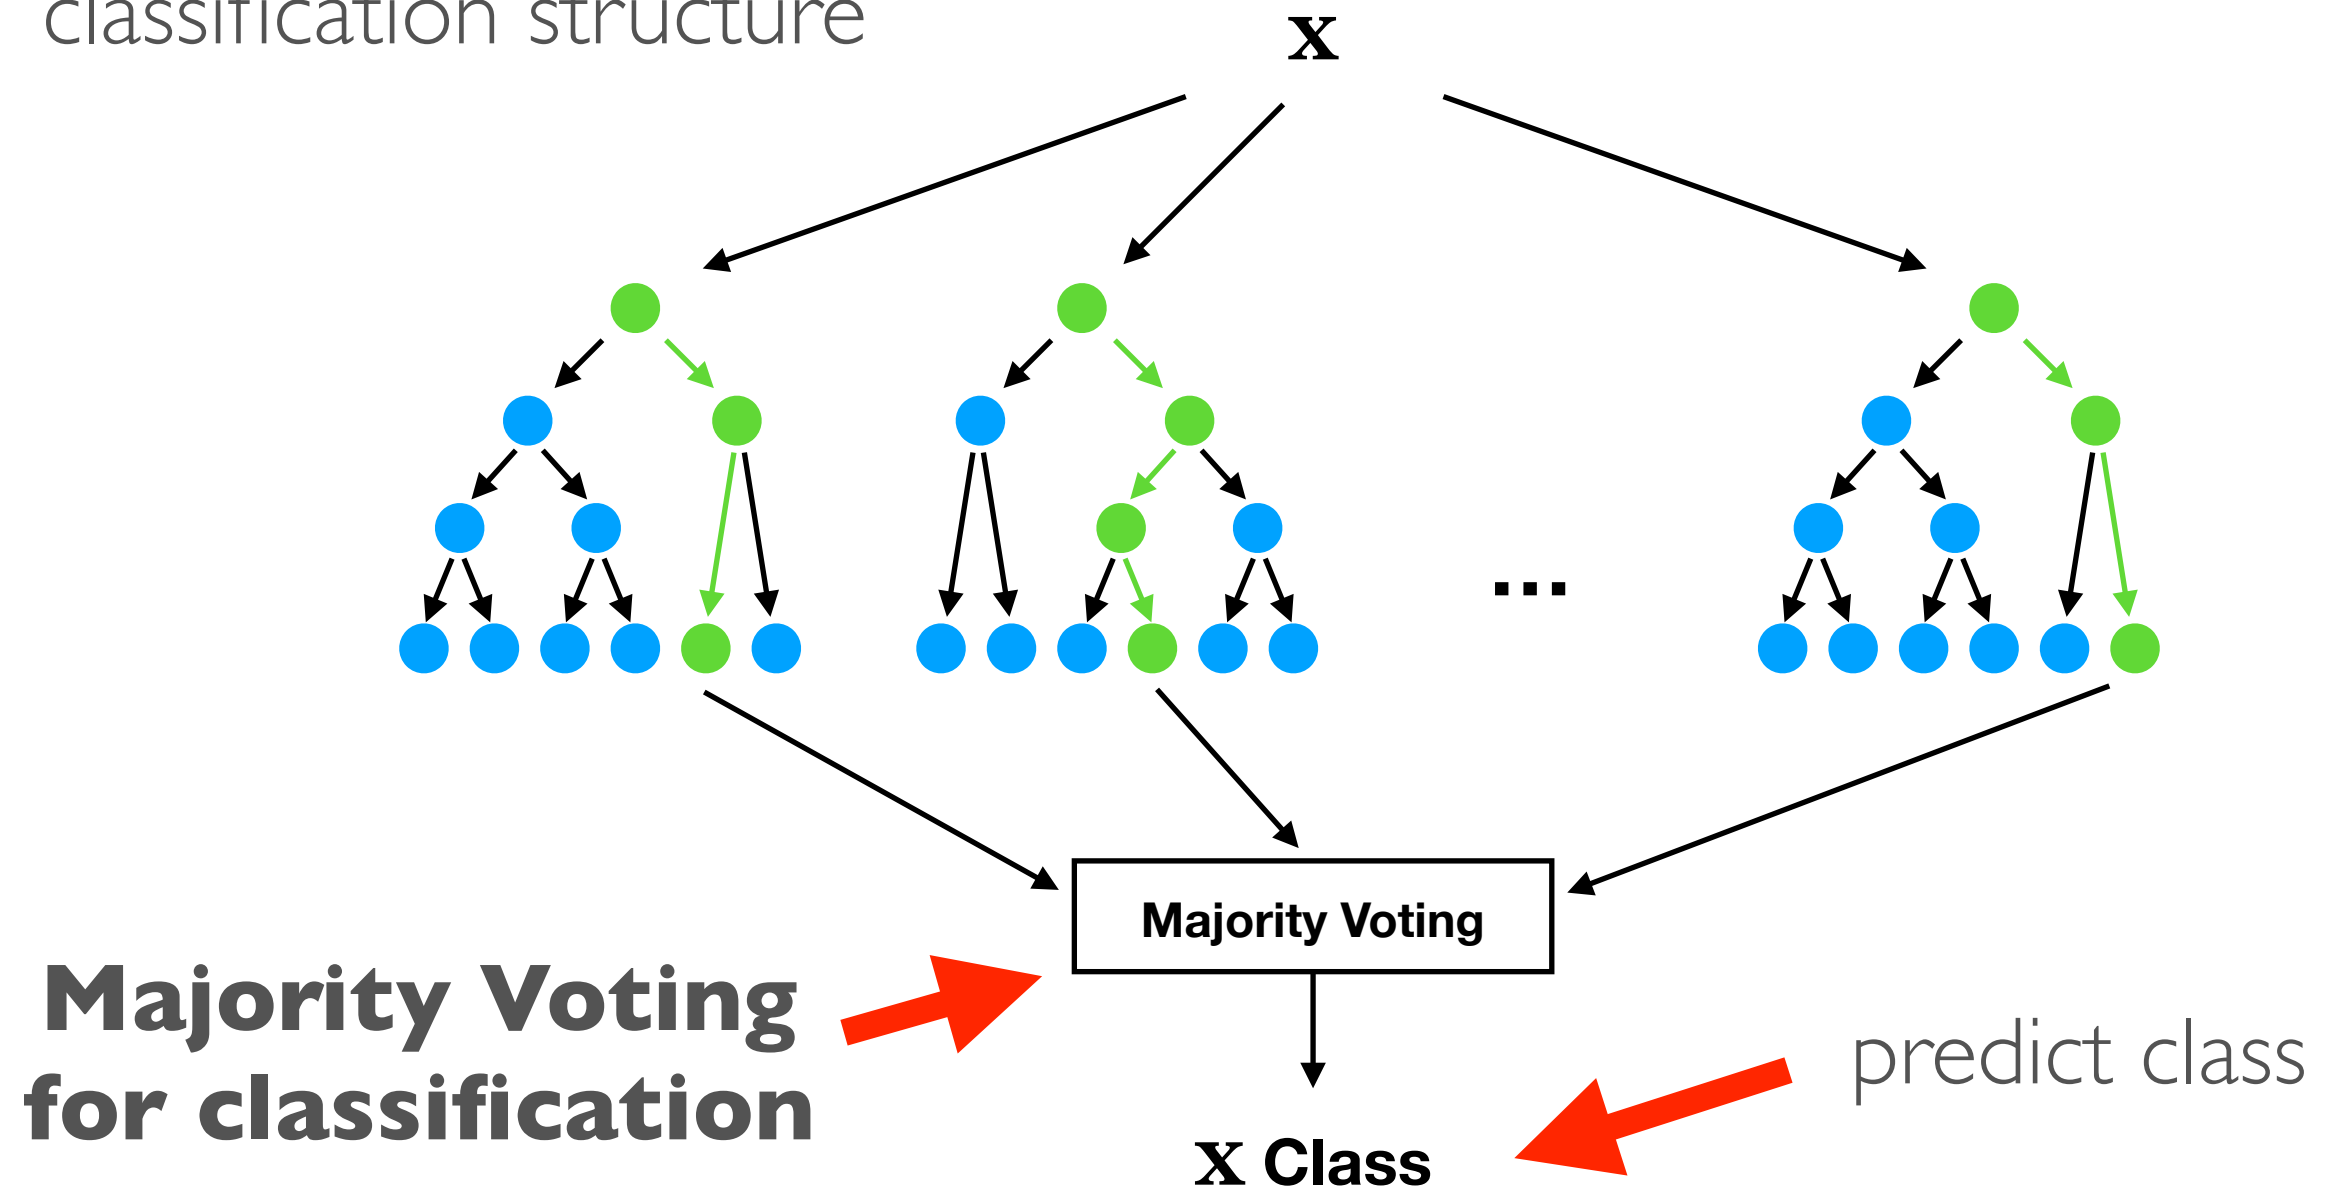 classification structure
x
...
Majority Voting
Majority Voting
for classification
predict class
x Class